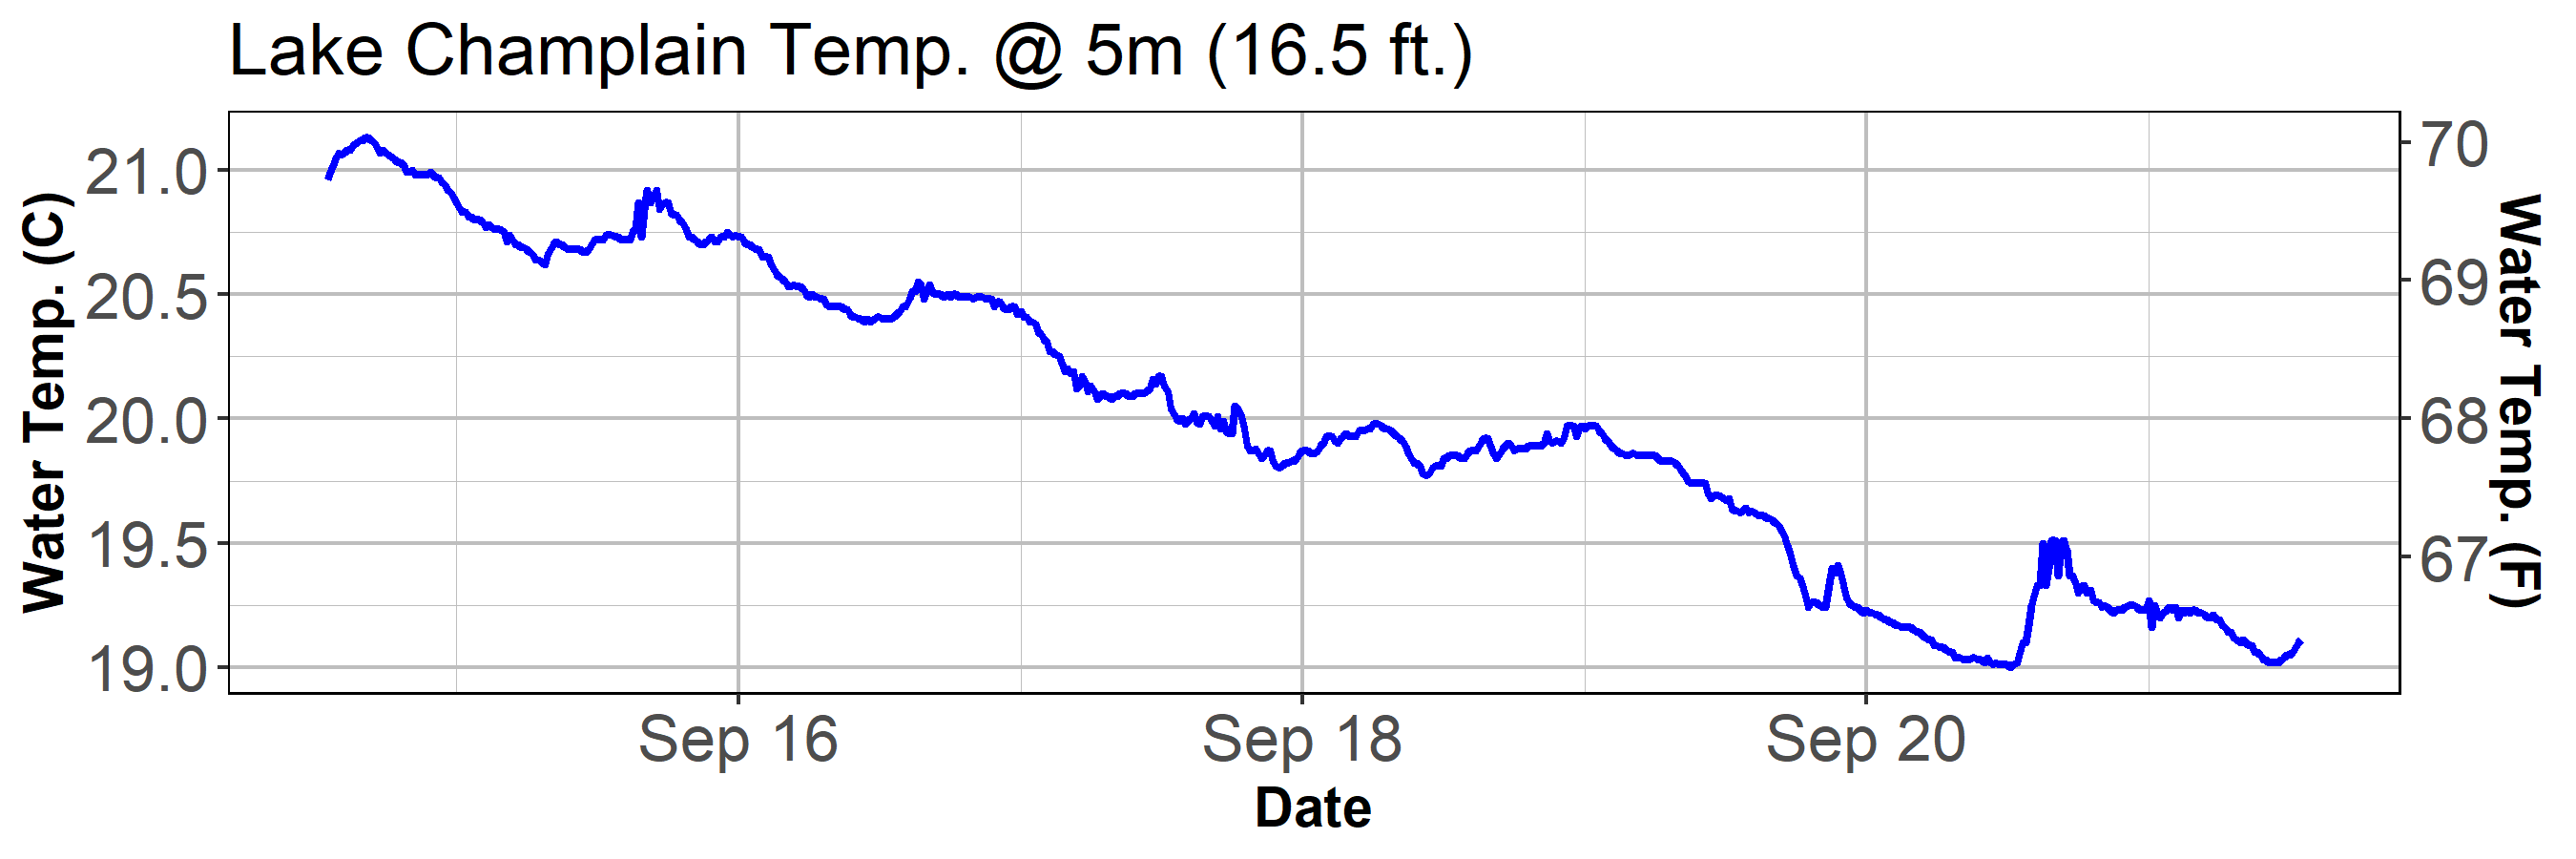 Lake Champlain Temp. @ 5m (16.5 ft.)
Water Temp. (C)
21.0
20.5
20.0
19.5
19.0
70
69
68
67
Water Temp. (F)
Sep 16
Sep 18
Sep 20
Date